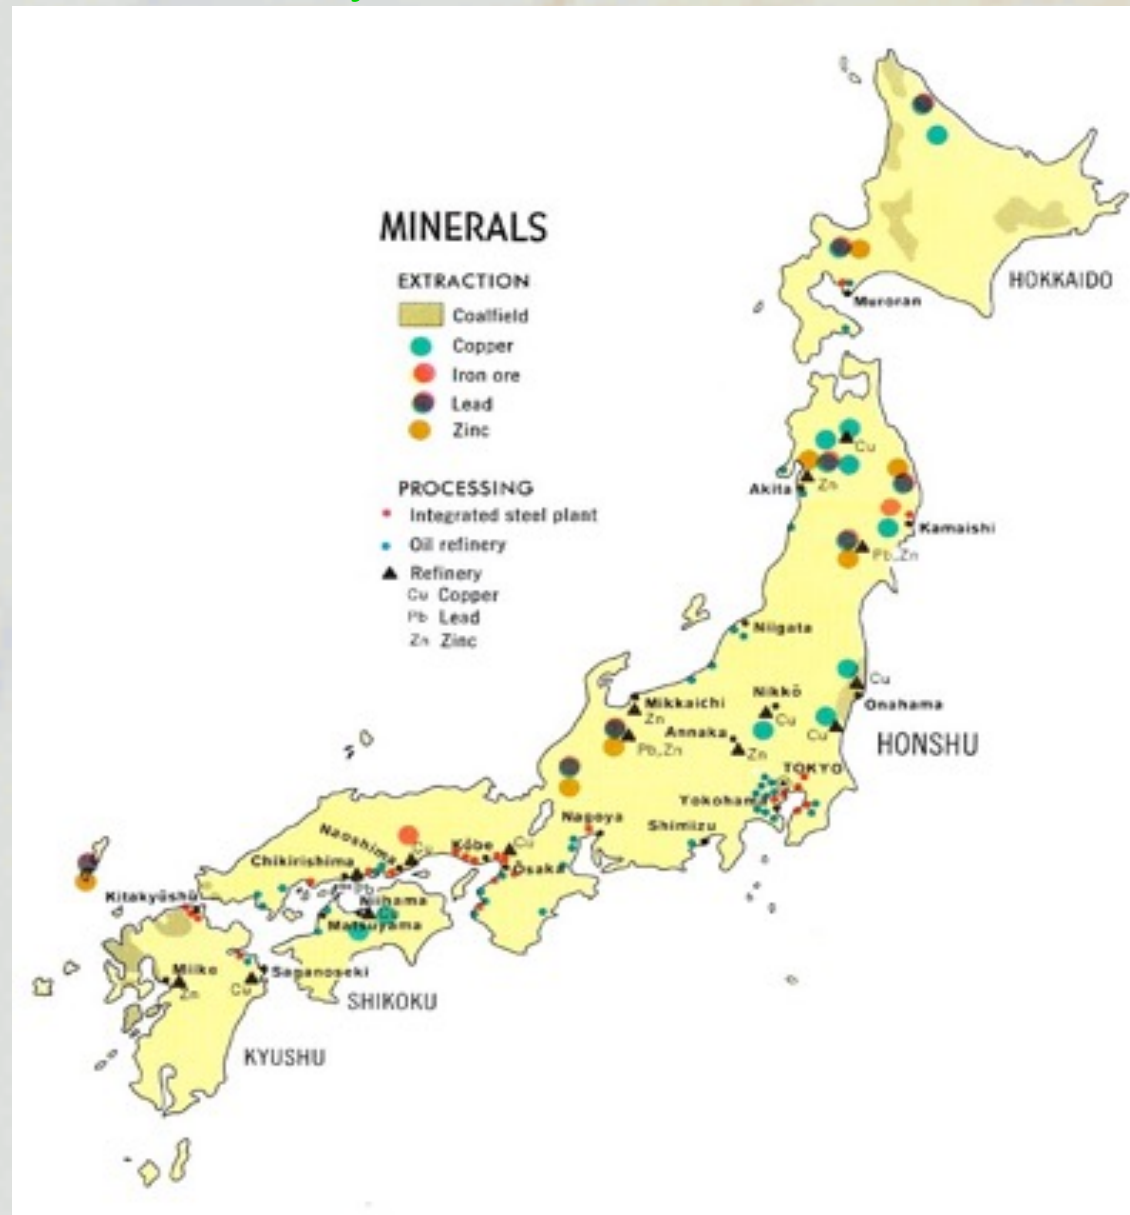 MINERALS
EXTRACTION
Coalfield
Copper
Iron ore
Lead
Zinc
PROCESSING
Integrated steel plant
Oil refinery
Refinery
Cu Copper
Pb Lead
Zn Zinc
HOKKAIDO
Muroran
Cu
Akita
Zn
Kamaishi
Pb,Zn
Niigata
Cu
Onahama
Nikkō
Cu
Mikkaichi
Zn
Annaka
Cu
Pb,Zn
Zn
HONSHU
TOKYO
Yokohama
Nagoya
Shimizu
Naoshima
Cu
Kōbe
Cu
Ōsaka
Chikirishima
Pb
Kitakyūshū
Niihama
Cu
Matsuyama
Miike
Zn
Saganoseki
Cu
SHIKOKU
KYUSHU